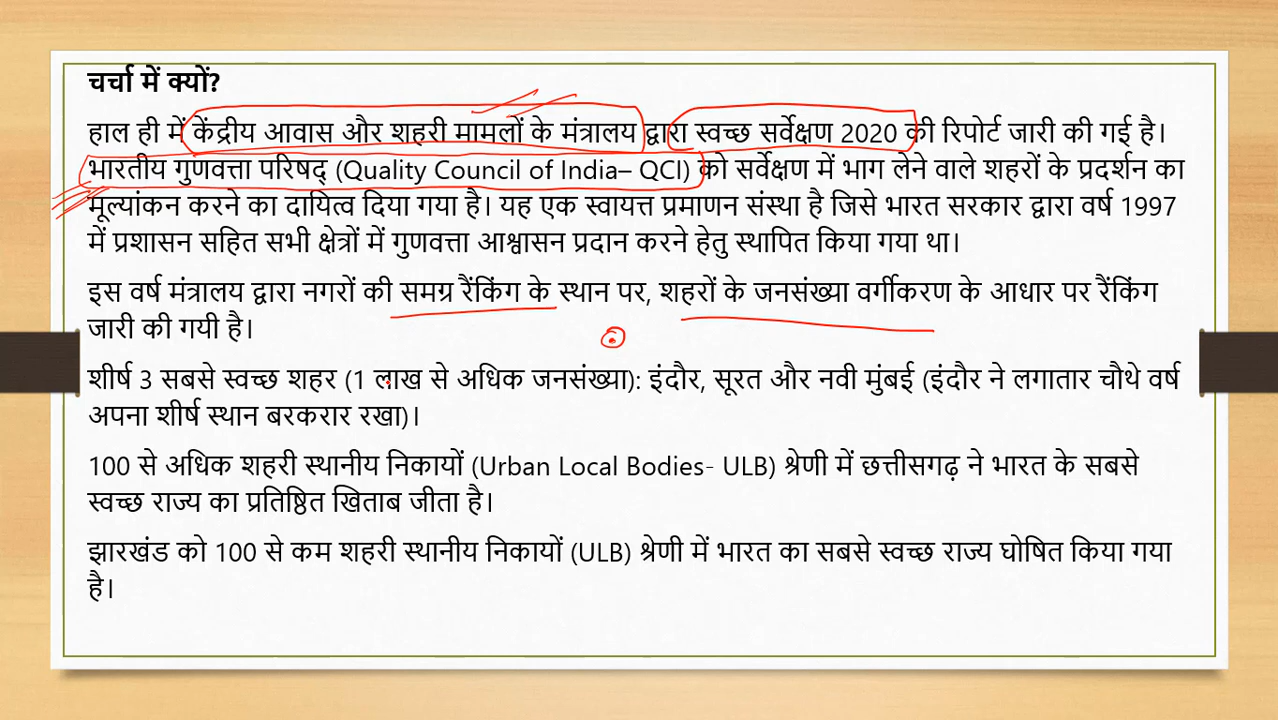 चर्चा में क्यों?
हाल ही में केंद्रीय आवास और शहरी मामलों के मंत्रालय द्वारा स्वच्छ सर्वेक्षण 2020 की रिपोर्ट जारी की गई है।
भारतीय गुणवत्ता परिषद् (Quality Council of India– QCI) को सर्वेक्षण में भाग लेने वाले शहरों के प्रदर्शन का
मूल्यांकन करने का दायित्व दिया गया है। यह एक स्वायत्त प्रमाणन संस्था है जिसे भारत सरकार द्वारा वर्ष 1997
में प्रशासन सहित सभी क्षेत्रों में गुणवत्ता आश्वासन प्रदान करने हेतु स्थापित किया गया था।
इस वर्ष मंत्रालय द्वारा नगरों की समग्र रैंकिंग के स्थान पर, शहरों के जनसंख्या वर्गीकरण के आधार पर रैंकिंग
जारी की गयी है।
शीर्ष 3 सबसे स्वच्छ शहर (1 लाख से अधिक जनसंख्या): इंदौर, सूरत और नवी मुंबई (इंदौर ने लगातार चौथे वर्ष
अपना शीर्ष स्थान बरकरार रखा)।
100 से अधिक शहरी स्थानीय निकायों (Urban Local Bodies- ULB) श्रेणी में छत्तीसगढ़ ने भारत के सबसे
स्वच्छ राज्य का प्रतिष्ठित खिताब जीता है।
झारखंड को 100 से कम शहरी स्थानीय निकायों (ULB) श्रेणी में भारत का सबसे स्वच्छ राज्य घोषित किया गया
है।